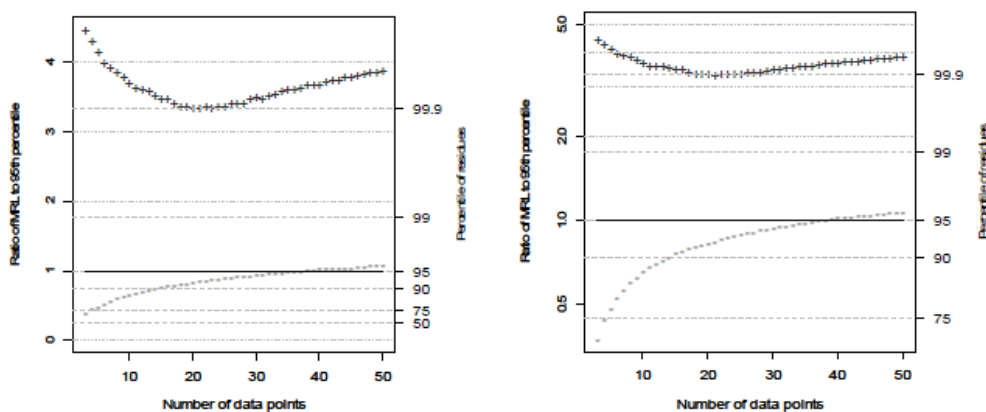 Ratio of MRL to 95th percentile
4
3
2
1
0
99.9
99
95
90
75
50
Percentile of residues
10 20 30 40 50
Number of data points
Ratio of MRL to 95th percentile
5.0
2.0
1.0
0.5
99.9
99
95
90
75
Percentile of residues
10 20 30 40 50
Number of data points